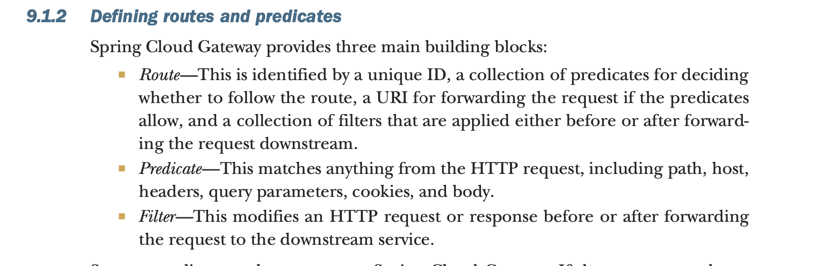 9.1.2 Defining routes and predicates
Spring Cloud Gateway provides three main building blocks:
▪ Route—This is identified by a unique ID, a collection of predicates for deciding
whether to follow the route, a URI for forwarding the request if the predicates
allow, and a collection of filters that are applied either before or after forward-
ing the request downstream.
▪ Predicate—This matches anything from the HTTP request, including path, host,
headers, query parameters, cookies, and body.
▪ Filter—This modifies an HTTP request or response before or after forwarding
the request to the downstream service.